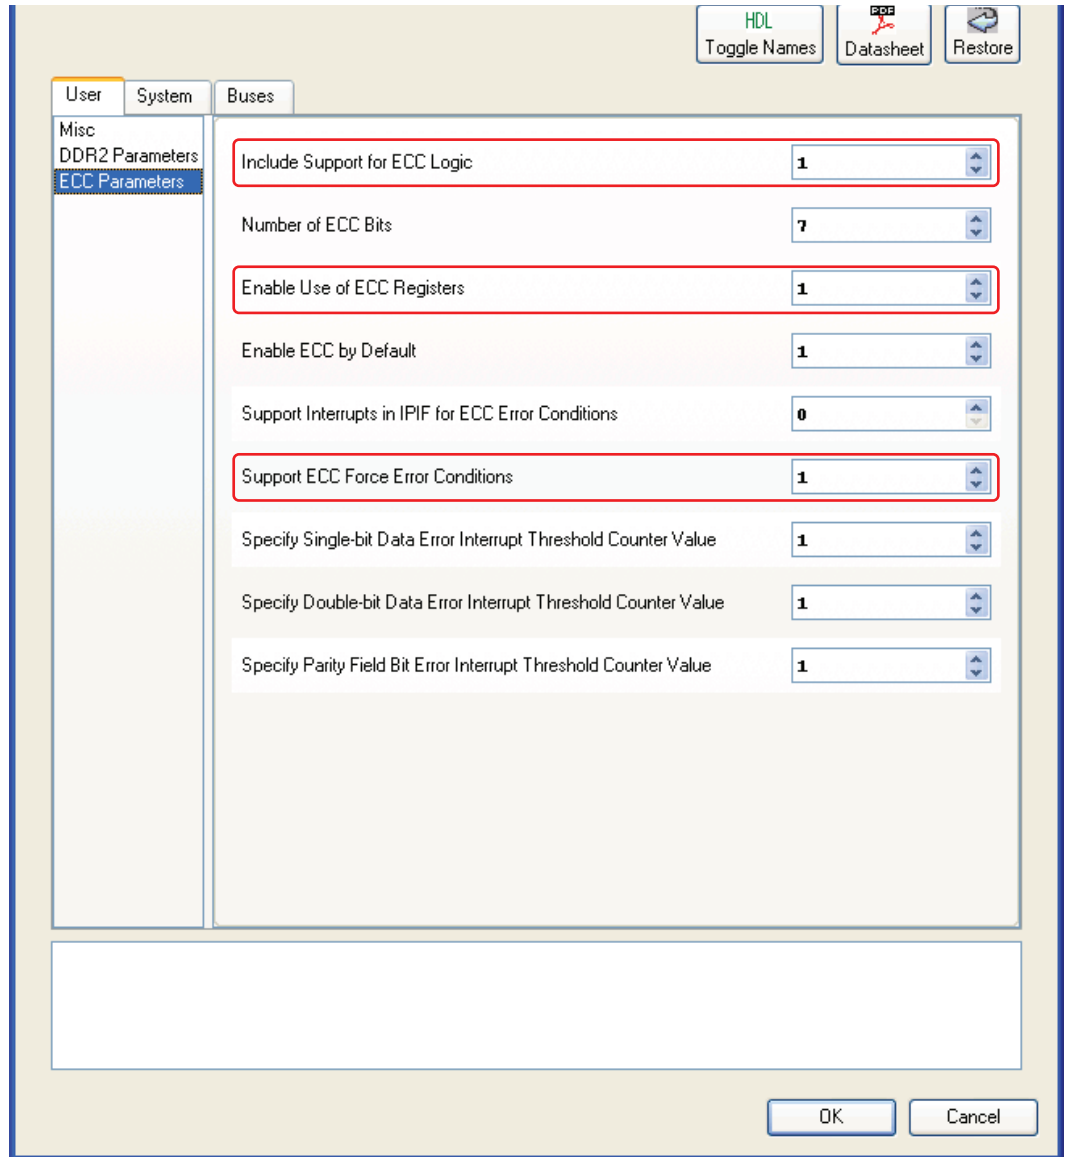 HDL
Toggle Names
PDF
Datasheet
Restore
User
System
Buses
Misc
DDR2 Parameters
ECC Parameters
Include Support for ECC Logic 1
Number of ECC Bits 7
Enable Use of ECC Registers 1
Enable ECC by Default 1
Support Interrupts in IPIF for ECC Error Conditions 0
Support ECC Force Error Conditions 1
Specify Single-bit Data Error Interrupt Threshold Counter Value 1
Specify Double-bit Data Error Interrupt Threshold Counter Value 1
Specify Parity Field Bit Error Interrupt Threshold Counter Value 1
OK
Cancel